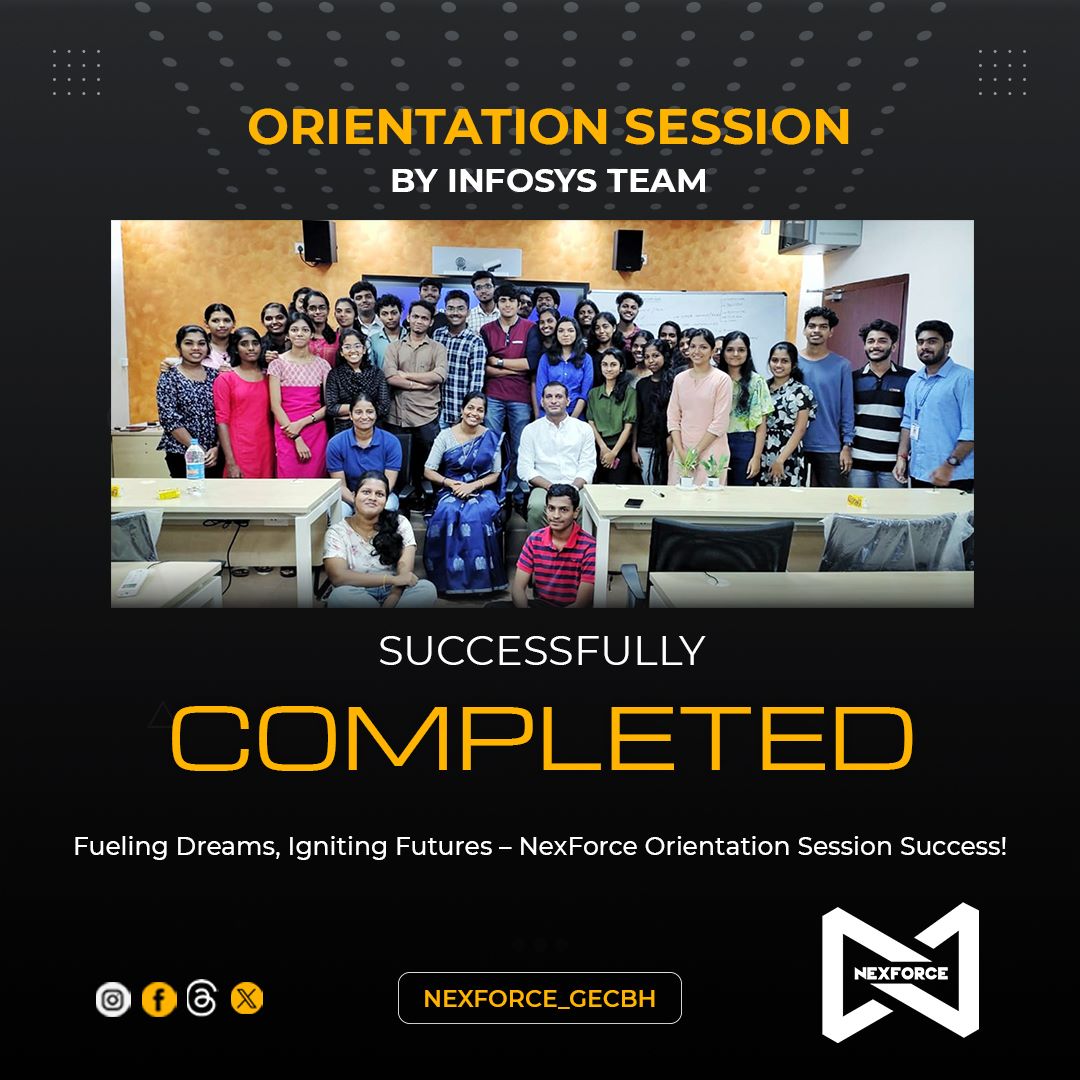 ORIENTATION SESSION
BY INFOSYS TEAM
SUCCESSFULLY
COMPLETED
Fueling Dreams, Igniting Futures – NexForce Orientation Session Success!
NEXFORCE
NEXFORCE_GECBH